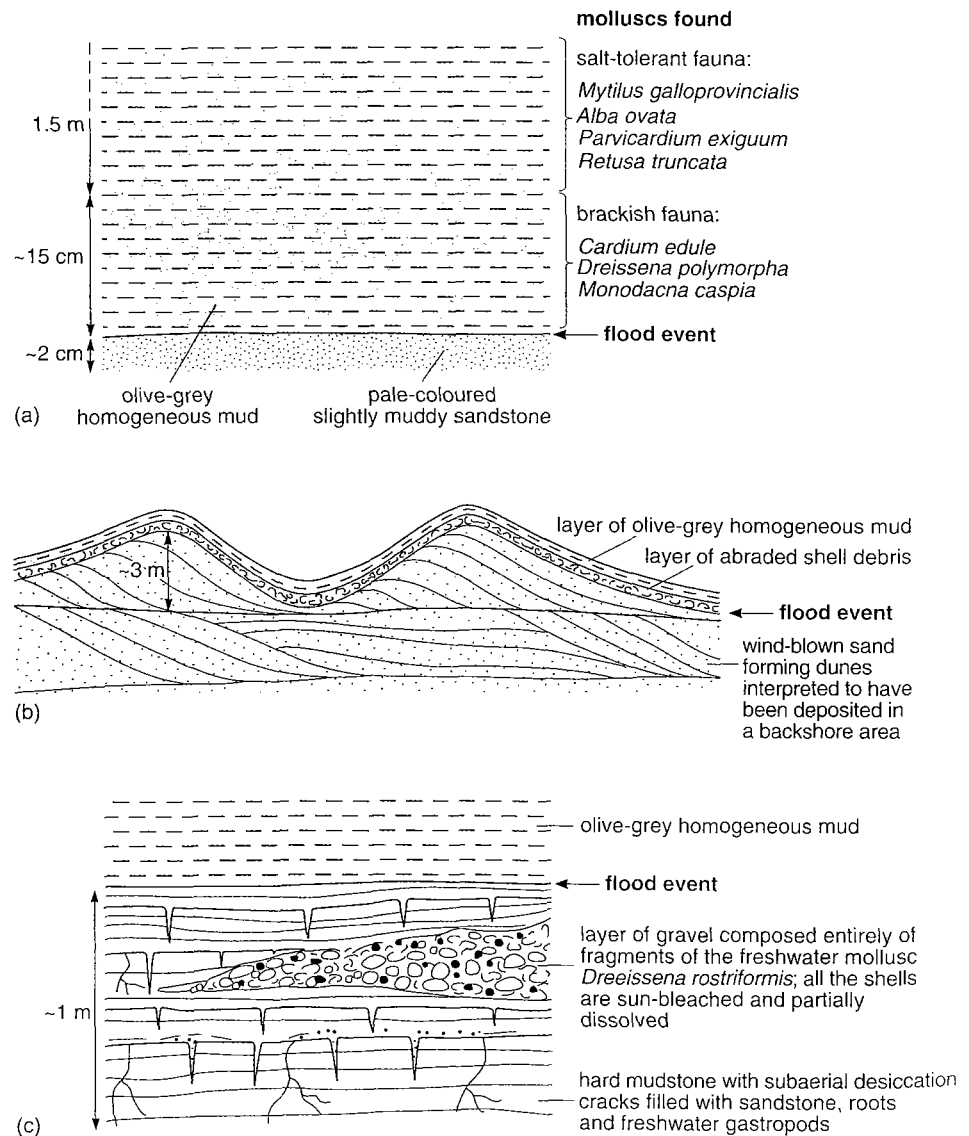 molluscs found
salt-tolerant fauna:
Mytilus galloprovincialis
Alba ovata
Parvicardium exiguum
Retusa truncata
1.5 m
brackish fauna:
Cardium edule
Dreissena polymorpha
Monodacna caspia
~15 cm
flood event
~2 cm
olive-grey
homogeneous mud
pale-coloured
slightly muddy sandstone
(a)
layer of olive-grey homogeneous mud
layer of abraded shell debris
~3 m
flood event
wind-blown sand
forming dunes
interpreted to have
been deposited in
a backshore area
(b)
olive-grey homogeneous mud
flood event
layer of gravel composed entirely of
fragments of the freshwater mollusc
Dreeissena rostriformis; all the shells
are sun-bleached and partially
dissolved
~1 m
hard mudstone with subaerial desiccation
cracks filled with sandstone, roots
and freshwater gastropods
(c)